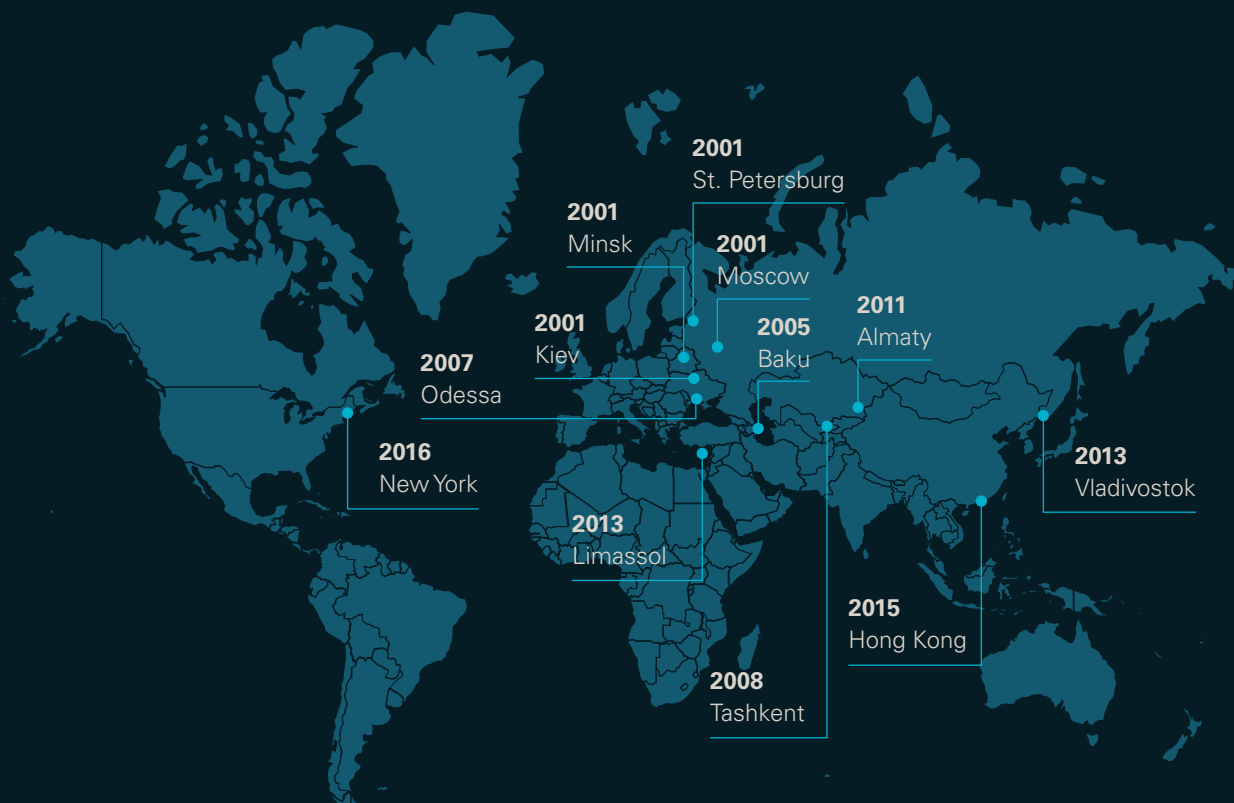 2001
St. Petersburg
2001
Minsk
2001
Moscow
2011
Almaty
2001
Kiev
2005
Baku
2007
Odessa
2016
New York
2013
Vladivostok
2013
Limassol
2015
Hong Kong
2008
Tashkent